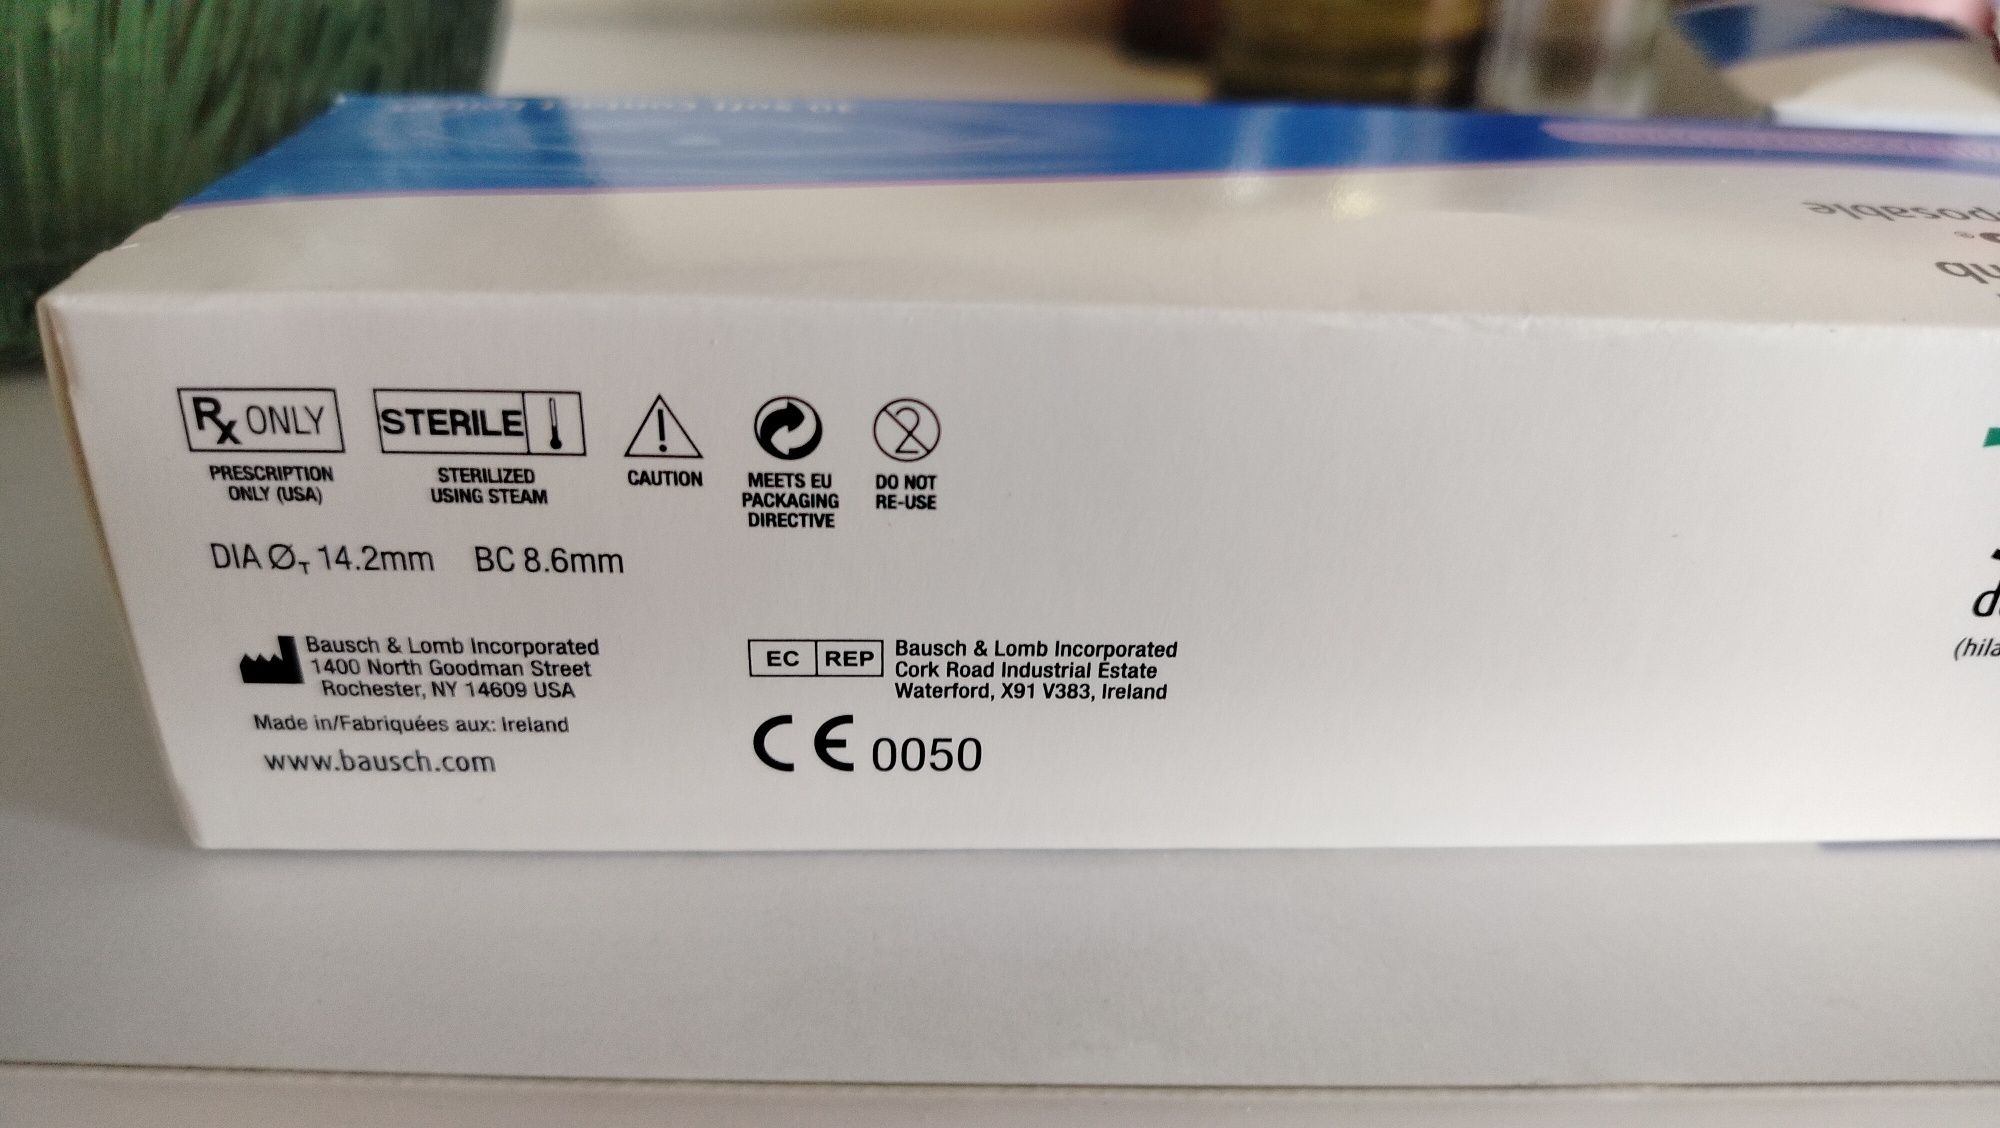 posable
Rx ONLY
PRESCRIPTION
ONLY (USA)
STERILE
STERILIZED
USING STEAM
!
CAUTION
MEETS EU
PACKAGING
DIRECTIVE
2
DO NOT
RE-USE
DIA Ø T 14.2mm BC 8.6mm
Bausch & Lomb Incorporated
1400 North Goodman Street
Rochester, NY 14609 USA
Made in/Fabriquées aux: Ireland
www.bausch.com
EC REP
Bausch & Lomb Incorporated
Cork Road Industrial Estate
Waterford, X91 V383, Ireland
CE 0050
(hila